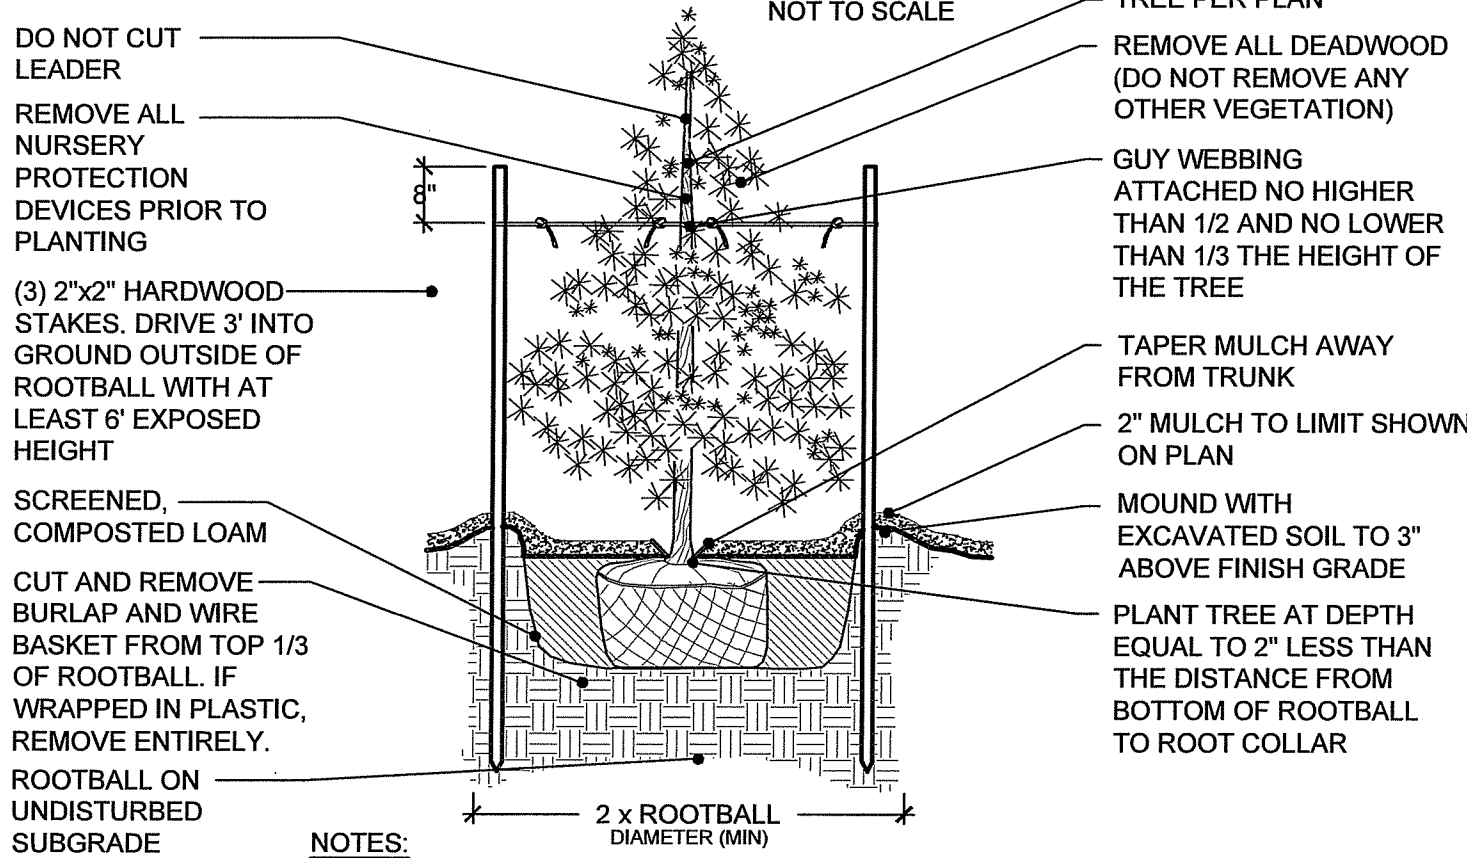 NOT TO SCALE
DO NOT CUT
LEADER
REMOVE ALL
NURSERY
PROTECTION
DEVICES PRIOR TO
PLANTING
(3) 2"x2" HARDWOOD
STAKES. DRIVE 3' INTO
GROUND OUTSIDE OF
ROOTBALL WITH AT
LEAST 6' EXPOSED
HEIGHT
SCREENED,
COMPOSTED LOAM
CUT AND REMOVE
BURLAP AND WIRE
BASKET FROM TOP 1/3
OF ROOTBALL. IF
WRAPPED IN PLASTIC,
REMOVE ENTIRELY.
ROOTBALL ON
UNDISTURBED
SUBGRADE
8"
TREE PER PLAN
REMOVE ALL DEADWOOD
(DO NOT REMOVE ANY
OTHER VEGETATION)
GUY WEBBING
ATTACHED NO HIGHER
THAN 1/2 AND NO LOWER
THAN 1/3 THE HEIGHT OF
THE TREE
TAPER MULCH AWAY
FROM TRUNK
2" MULCH TO LIMIT SHOWN
ON PLAN
MOUND WITH
EXCAVATED SOIL TO 3"
ABOVE FINISH GRADE
PLANT TREE AT DEPTH
EQUAL TO 2" LESS THAN
THE DISTANCE FROM
BOTTOM OF ROOTBALL
TO ROOT COLLAR
2 x ROOTBALL
DIAMETER (MIN)
NOTES: